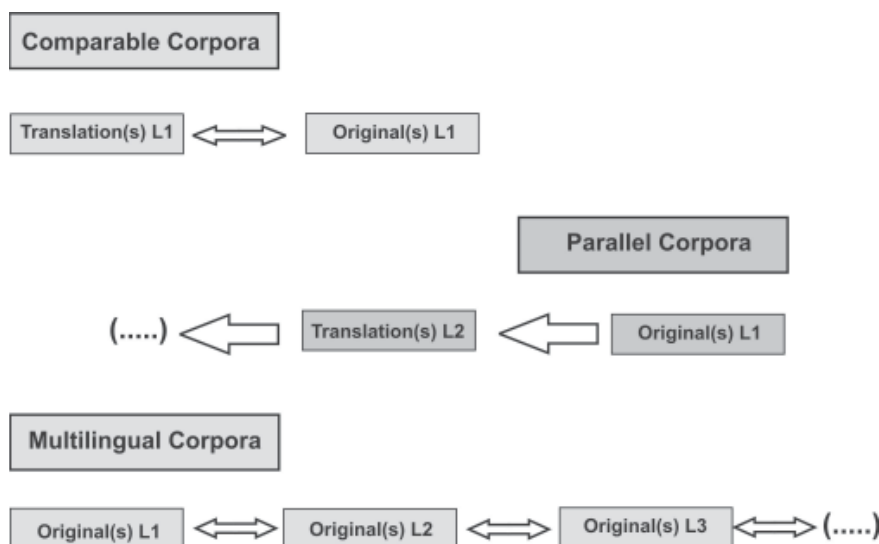 Comparable Corpora
Translation(s) L1 Original(s) L1
Parallel Corpora
(.....) Translation(s) L2 Original(s) L1
Multilingual Corpora
Original(s) L1 Original(s) L2 Original(s) L3 (.....)